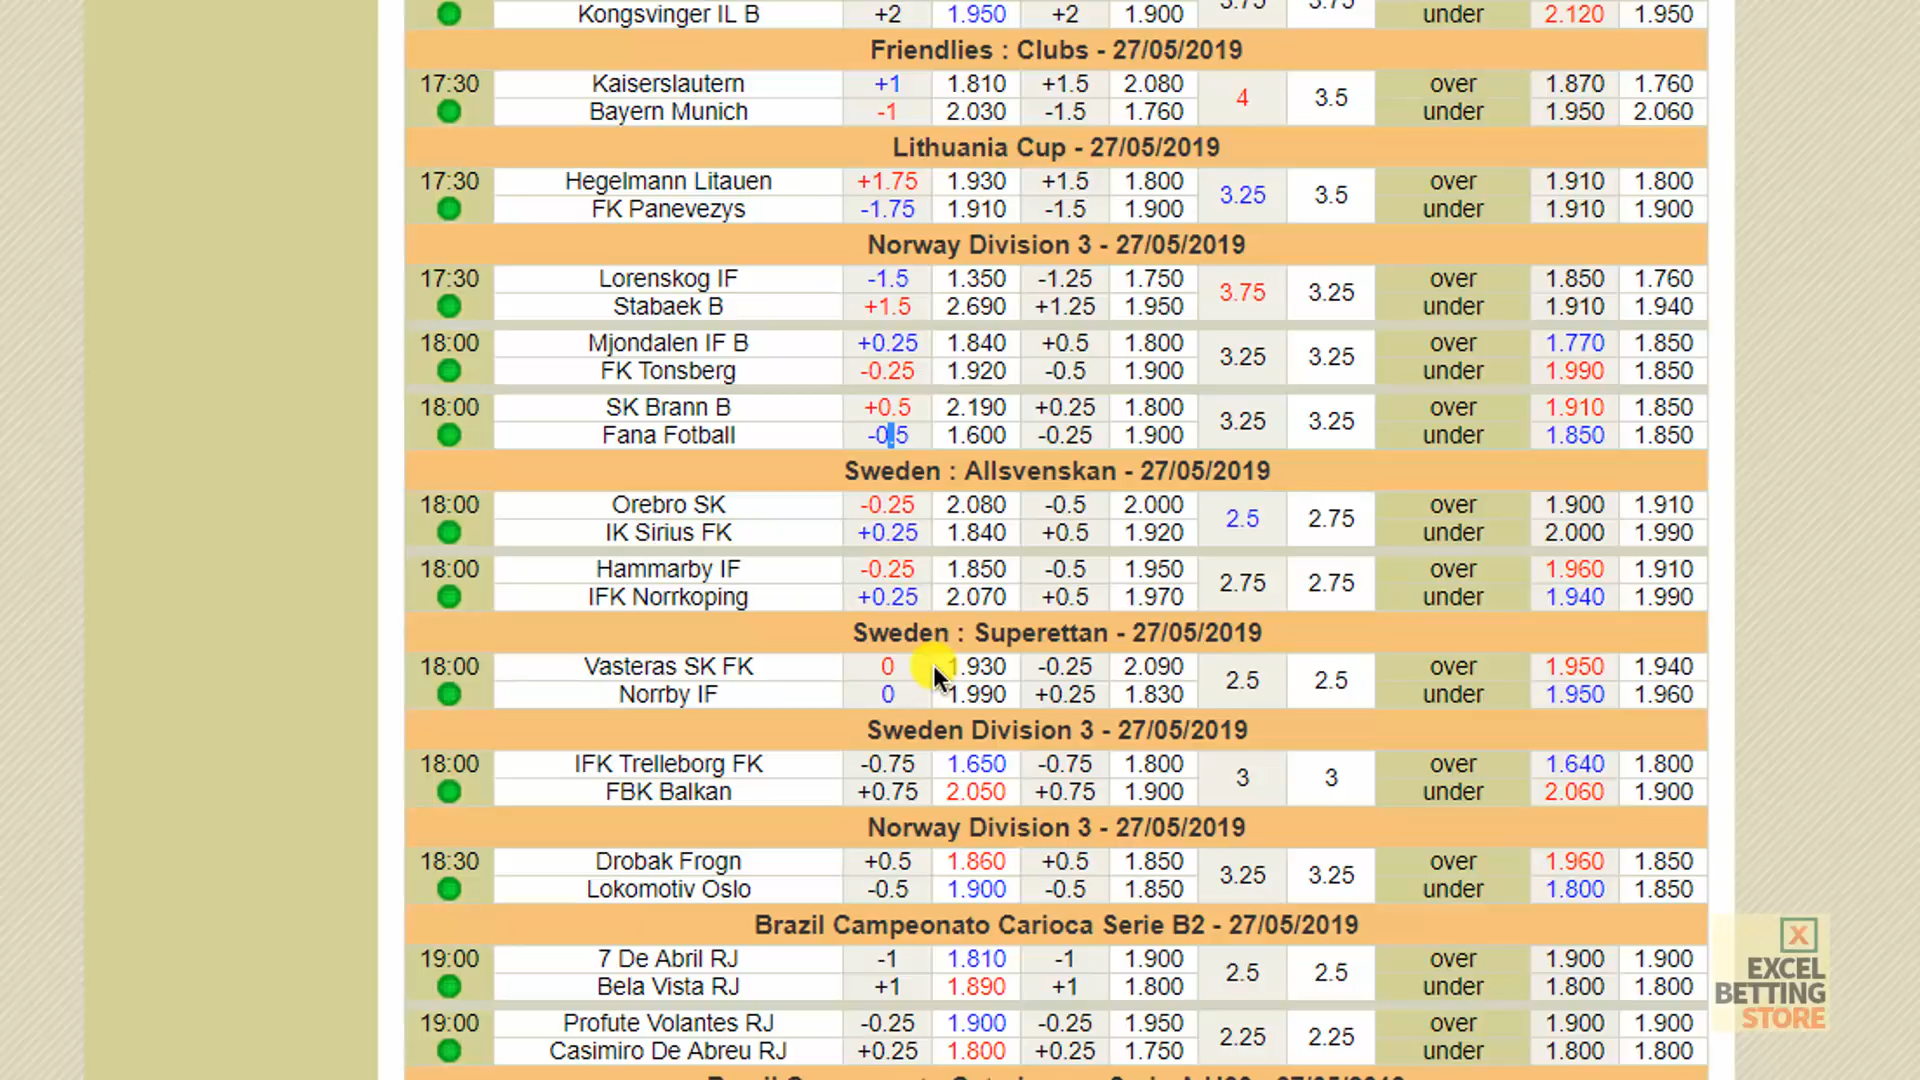 Kongsvinger IL B +2 1.950 +2 1.900 3.75 3.75 under 2.120 1.950
Friendlies : Clubs - 27/05/2019
17:30 Kaiserslautern +1 1.810 +1.5 2.080 4 3.5 over 1.870 1.760
Bayern Munich -1 2.030 -1.5 1.760 under 1.950 2.060
Lithuania Cup - 27/05/2019
17:30 Hegelmann Litauen +1.75 1.930 +1.5 1.800 3.25 3.5 over 1.910 1.800
FK Panevezys -1.75 1.910 -1.5 1.900 under 1.910 1.900
Norway Division 3 - 27/05/2019
17:30 Lorenskog IF -1.5 1.350 -1.25 1.750 3.75 3.25 over 1.850 1.760
Stabaek B +1.5 2.690 +1.25 1.950 under 1.910 1.940
18:00 Mjondalen IF B +0.25 1.840 +0.5 1.800 3.25 3.25 over 1.770 1.850
FK Tonsberg -0.25 1.920 -0.5 1.900 under 1.990 1.850
18:00 SK Brann B +0.5 2.190 +0.25 1.800 3.25 3.25 over 1.910 1.850
Fana Fotball -0.5 1.600 -0.25 1.900 under 1.850 1.850
Sweden : Allsvenskan - 27/05/2019
18:00 Orebro SK -0.25 2.080 -0.5 2.000 2.5 2.75 over 1.900 1.910
IK Sirius FK +0.25 1.840 +0.5 1.920 under 2.000 1.990
18:00 Hammarby IF -0.25 1.850 -0.5 1.950 2.75 2.75 over 1.960 1.910
IFK Norrkoping +0.25 2.070 +0.5 1.970 under 1.940 1.990
Sweden : Superettan - 27/05/2019
18:00 Vasteras SK FK 0 1.930 -0.25 2.090 2.5 2.5 over 1.950 1.940
Norrby IF 0 1.990 +0.25 1.830 under 1.950 1.960
Sweden Division 3 - 27/05/2019
18:00 IFK Trelleborg FK -0.75 1.650 -0.75 1.800 3 3 over 1.640 1.800
FBK Balkan +0.75 2.050 +0.75 1.900 under 2.060 1.900
Norway Division 3 - 27/05/2019
18:30 Drobak Frogn +0.5 1.860 +0.5 1.850 3.25 3.25 over 1.960 1.850
Lokomotiv Oslo -0.5 1.900 -0.5 1.850 under 1.800 1.850
Brazil Campeonato Carioca Serie B2 - 27/05/2019
19:00 7 De Abril RJ -1 1.810 -1 1.900 2.5 2.5 over 1.900 1.900
Bela Vista RJ +1 1.890 +1 1.800 under 1.800 1.800
19:00 Profute Volantes RJ -0.25 1.900 -0.25 1.950 2.25 2.25 over 1.900 1.900
Casimiro De Abreu RJ +0.25 1.800 +0.25 1.750 under 1.800 1.800
X
EXCEL
BETTING
STORE